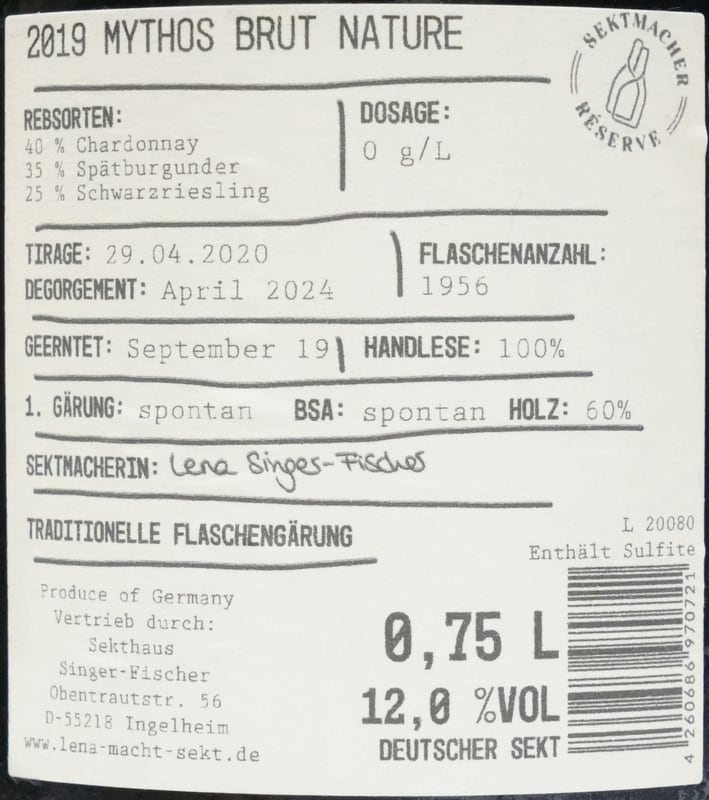 2019 MYTHOS BRUT NATURE
SEKTMACHER
RÉSERVE
REBSORTEN:
40 % Chardonnay
35 % Spätburgunder
25 % Schwarzriesling
DOSAGE:
0 g/L
TIRAGE: 29.04.2020
DEGORGEMENT: April 2024
FLASCHENANZAHL:
1956
GEERNTET: September 19
HANDLESE: 100%
1. GÄRUNG: spontan BSA: spontan HOLZ: 60%
SEKTMACHERIN: Lena Singer-Fischer
TRADITIONELLE FLASCHENGÄRUNG
L 20080
Enthält Sulfite
Produce of Germany
Vertrieb durch:
Sekthaus
Singer-Fischer
Obentrautstr. 56
D-55218 Ingelheim
www.lena-macht-sekt.de
0,75 L
12,0 %VOL
DEUTSCHER SEKT
4 260686 970721